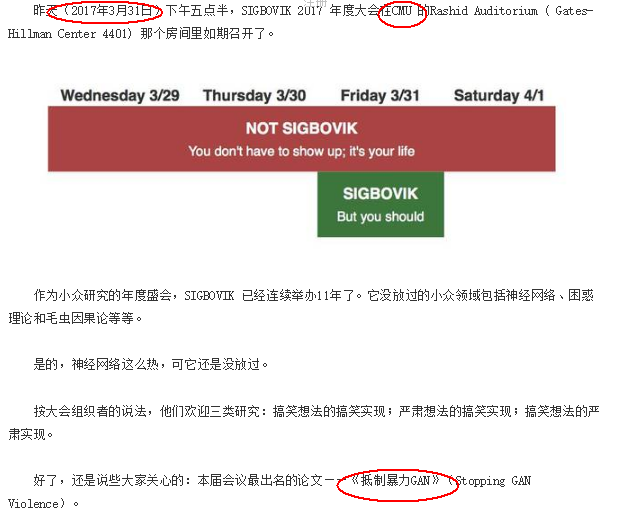 昨天（2017年3月31日）下午五点半，SIGBOVIK 2017 年度大会在CMU 的Rashid Auditorium ( Gates-
Hillman Center 4401) 那个房间里如期召开了。
Wednesday 3/29 Thursday 3/30 Friday 3/31 Saturday 4/1
NOT SIGBOVIK
You don't have to show up; it's your life
SIGBOVIK
But you should
作为小众研究的年度盛会，SIGBOVIK 已经连续举办11年了。它没放过的小众领域包括神经网络、困惑
理论和毛虫因果论等等。
是的，神经网络这么热，可它还是没放过。
按大会组织者的说法，他们欢迎三类研究：搞笑想法的搞笑实现；严肃想法的搞笑实现；搞笑想法的严
肃实现。
好了，还是说些大家关心的：本届会议最出名的论文——《抵制暴力GAN》（Stopping GAN
Violence）。